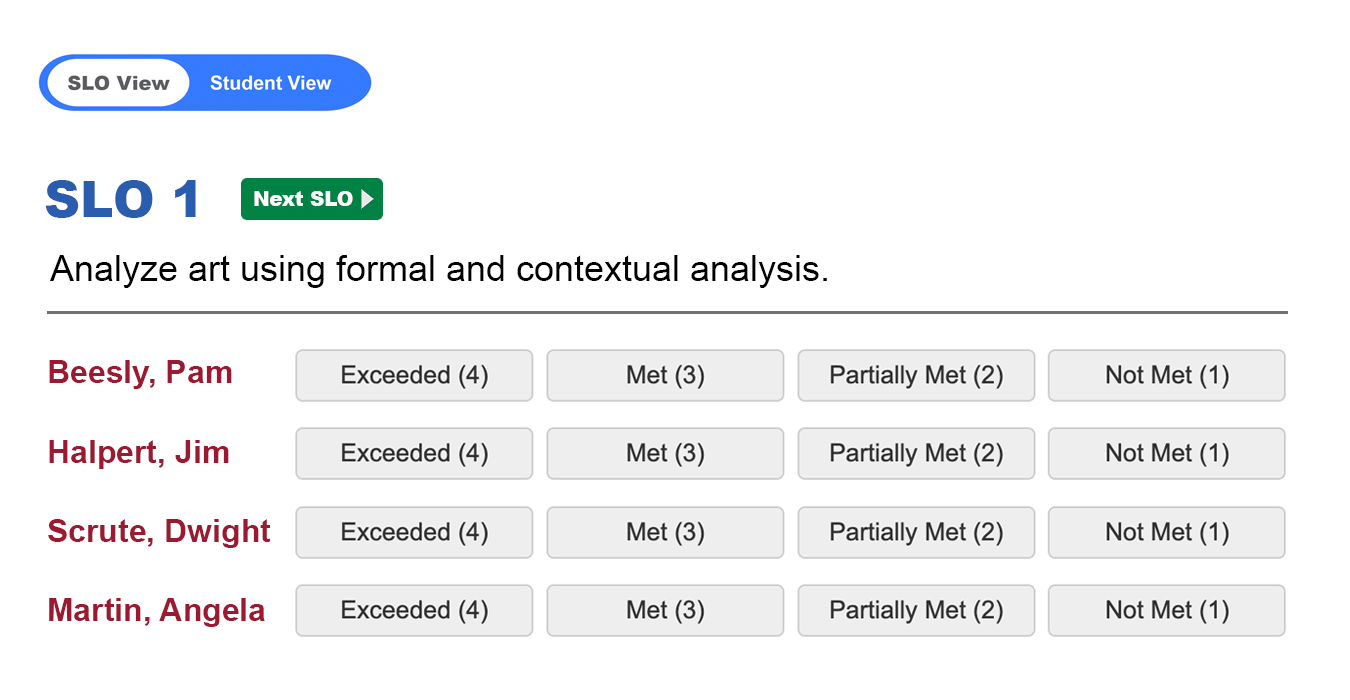 SLO View Student View
SLO 1 Next SLO
Analyze art using formal and contextual analysis.
Beesly, Pam Exceeded (4) Met (3) Partially Met (2) Not Met (1)
Halpert, Jim Exceeded (4) Met (3) Partially Met (2) Not Met (1)
Scrute, Dwight Exceeded (4) Met (3) Partially Met (2) Not Met (1)
Martin, Angela Exceeded (4) Met (3) Partially Met (2) Not Met (1)